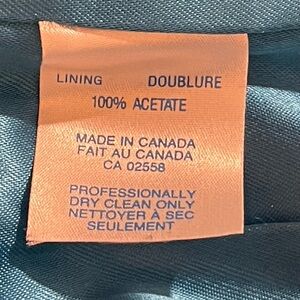 LINING DOUBLURE
100% ACETATE
MADE IN CANADA
FAIT AU CANADA
CA 02558
PROFESSIONALLY
DRY CLEAN ONLY
NETTOYER À SEC
SEULEMENT